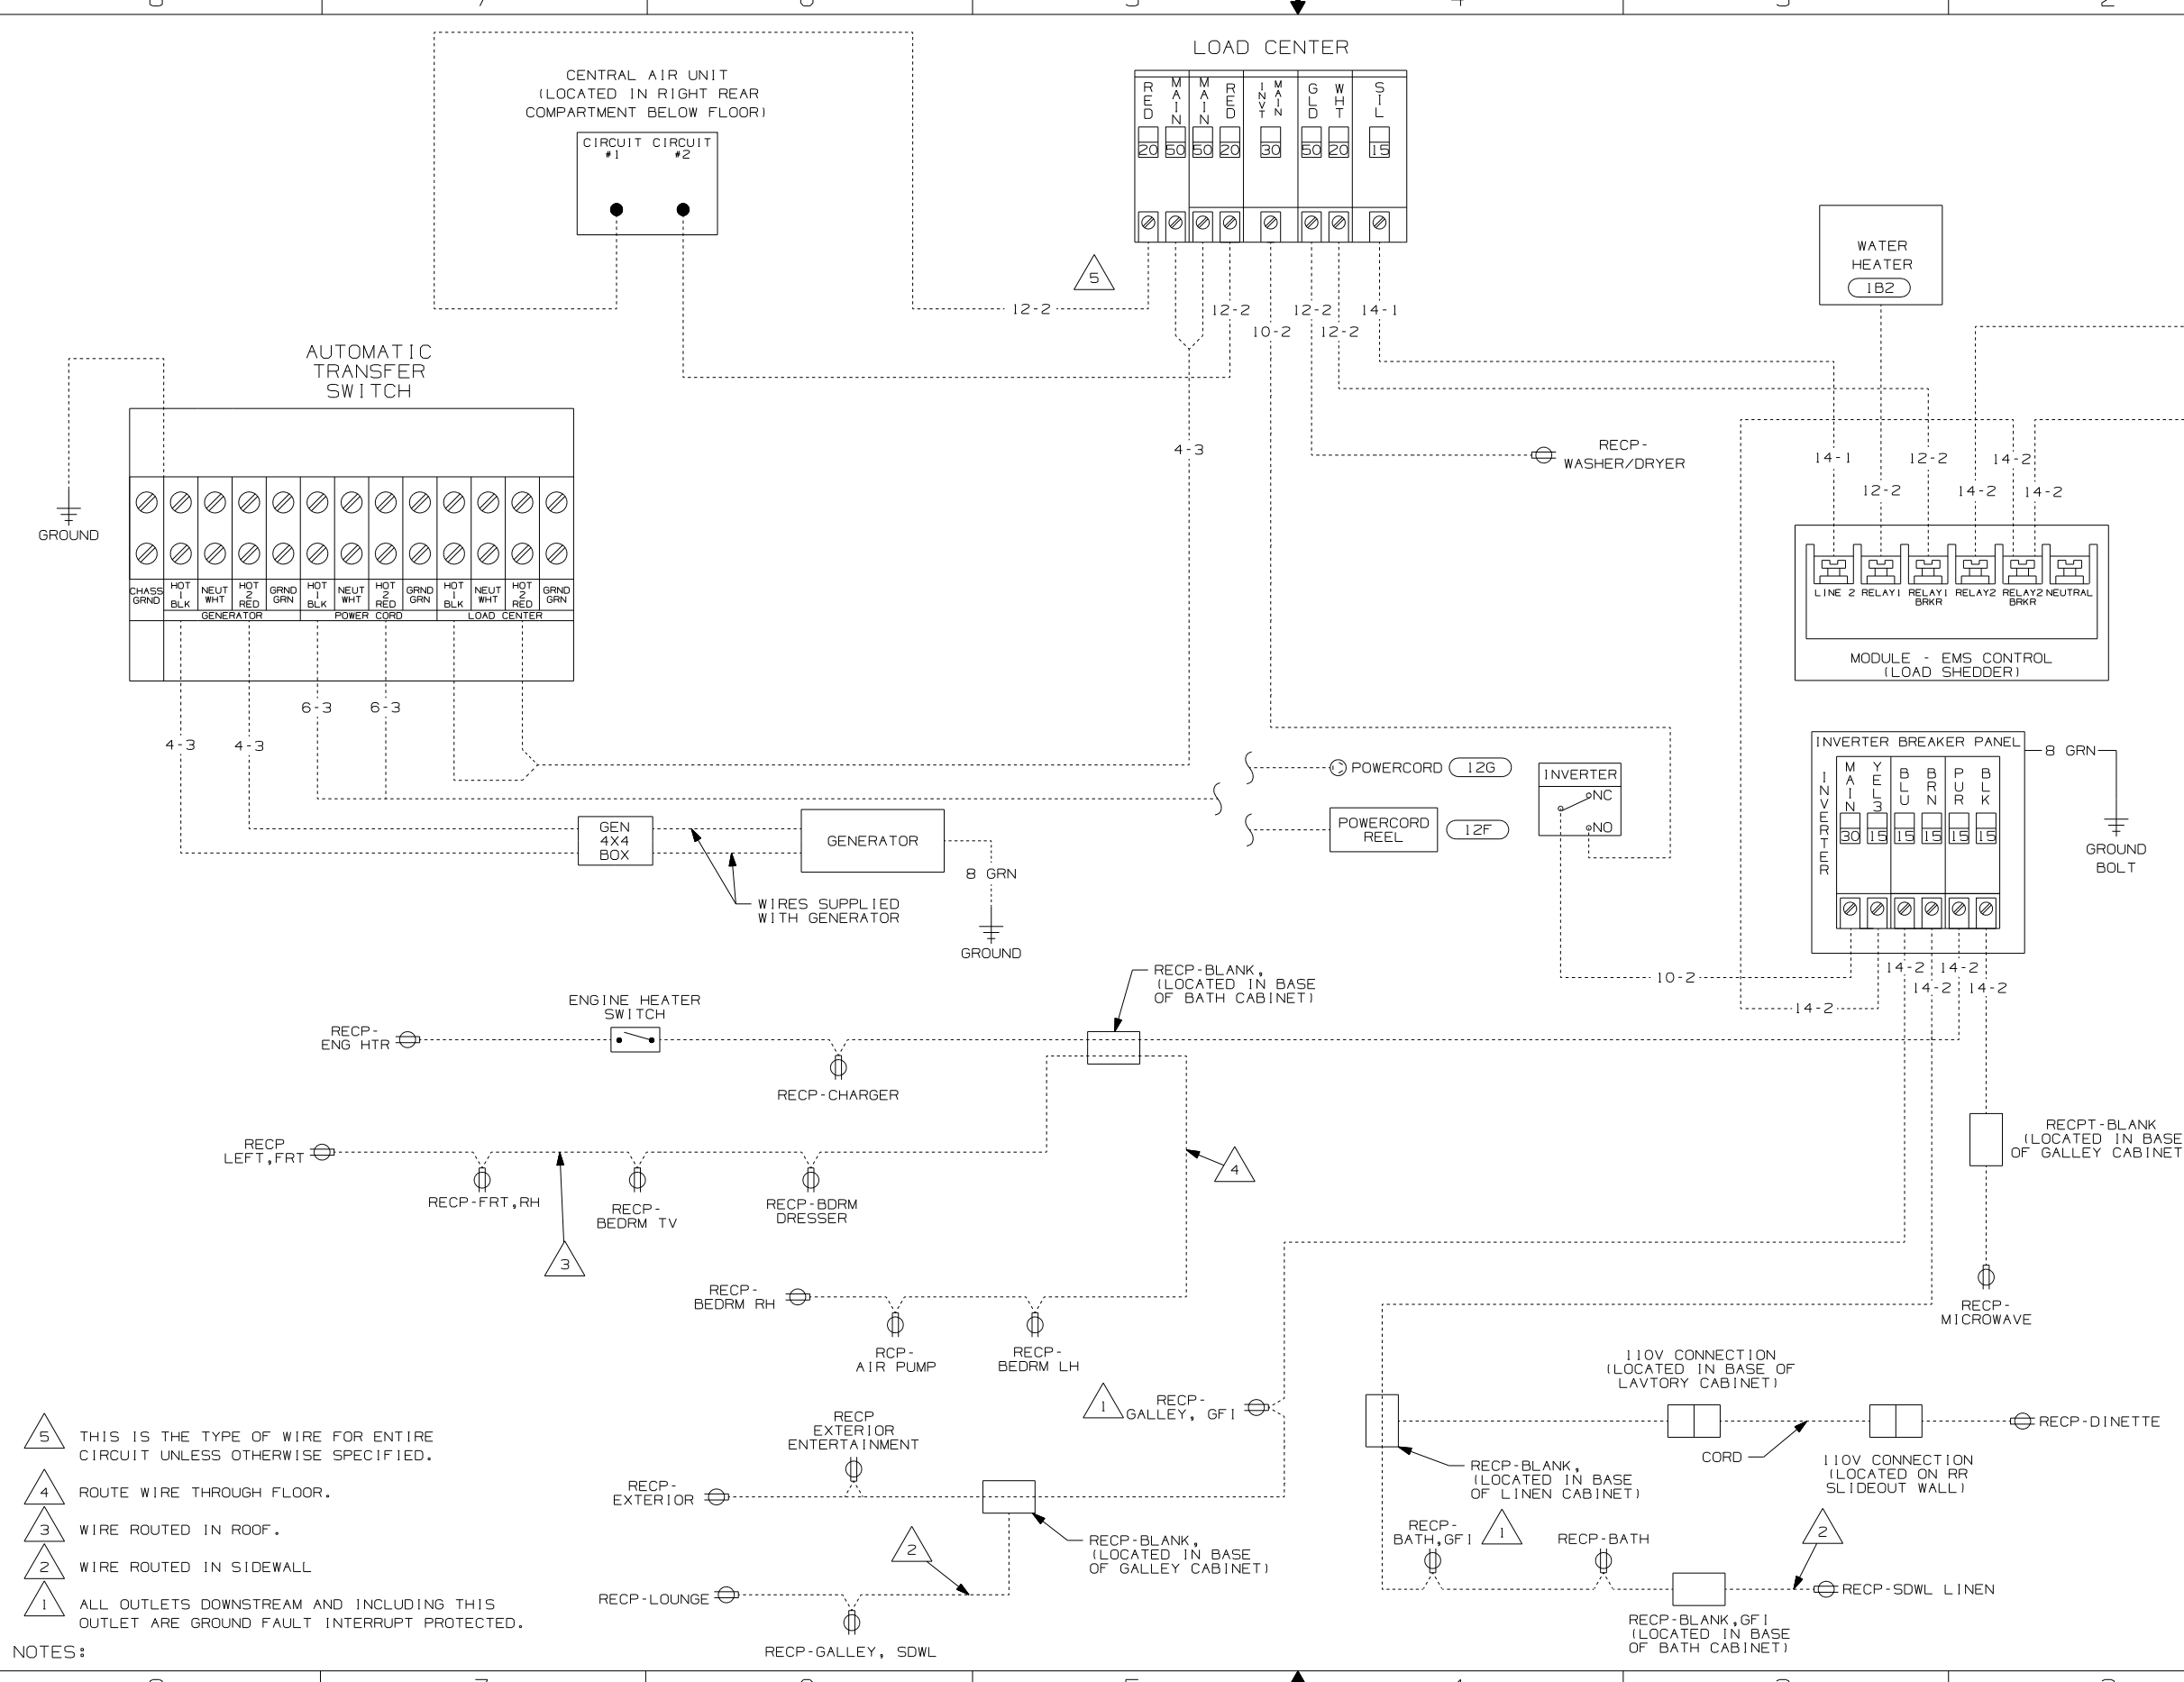 LOAD CENTER
CENTRAL AIR UNIT
(LOCATED IN RIGHT REAR
COMPARTMENT BELOW FLOOR)
CIRCUIT CIRCUIT
#1 #2
RED MAIN MAIN RED INVT MAIN GLD WHT SIL
20 50 50 20 30 50 20 15
5
12-2 12-2 10-2 12-2 12-2 14-1
WATER
HEATER
1B2
AUTOMATIC
TRANSFER
SWITCH
GROUND
CHASS GRND
HOT 1 BLK
NEUT WHT
HOT 2 RED
GRND GRN
HOT 1 BLK
NEUT WHT
HOT 2 RED
GRND GRN
HOT 1 BLK
NEUT WHT
HOT 2 RED
GRND GRN
GENERATOR POWER CORD LOAD CENTER
4-3
RECP-
WASHER/DRYER
14-1 12-2 12-2 14-2 14-2 14-2
LINE 2 RELAY1 RELAY1 BRKR RELAY2 RELAY2 BRKR NEUTRAL
MODULE - EMS CONTROL
(LOAD SHEDDER)
4-3 4-3 6-3 6-3
GEN
4X4
BOX
GENERATOR
8 GRN
GROUND
WIRES SUPPLIED
WITH GENERATOR
POWERCORD 12G
POWERCORD
REEL
12F
INVERTER
NC
NO
INVERTER BREAKER PANEL
INVERTER
MAIN YEL3 BLU BRN PUR BLK
30 15 15 15 15 15
8 GRN
GROUND
BOLT
10-2
14-2
14-2 14-2
14-2 14-2
RECP-BLANK,
(LOCATED IN BASE
OF BATH CABINET)
ENGINE HEATER
SWITCH
RECP-
ENG HTR
RECP-CHARGER
RECP
LEFT,FRT
RECP-FRT,RH
RECP-
BEDRM TV
RECP-BDRM
DRESSER
3
4
RECPT-BLANK
(LOCATED IN BASE
OF GALLEY CABINET
RECP-
MICROWAVE
RECP-
BEDRM RH
RCP-
AIR PUMP
RECP-
BEDRM LH
1
RECP-
GALLEY, GFI
RECP
EXTERIOR
ENTERTAINMENT
RECP-
EXTERIOR
RECP-BLANK,
(LOCATED IN BASE
OF GALLEY CABINET)
2
RECP-LOUNGE
RECP-GALLEY, SDWL
110V CONNECTION
(LOCATED IN BASE OF
LAVTORY CABINET)
RECP-DINETTE
CORD
110V CONNECTION
(LOCATED ON RR
SLIDEOUT WALL)
RECP-BLANK,
(LOCATED IN BASE
OF LINEN CABINET)
RECP-
BATH,GFI
1
RECP-BATH
2
RECP-SDWL LINEN
RECP-BLANK,GFI
(LOCATED IN BASE
OF BATH CABINET)
5 THIS IS THE TYPE OF WIRE FOR ENTIRE
CIRCUIT UNLESS OTHERWISE SPECIFIED.
4 ROUTE WIRE THROUGH FLOOR.
3 WIRE ROUTED IN ROOF.
2 WIRE ROUTED IN SIDEWALL
1 ALL OUTLETS DOWNSTREAM AND INCLUDING THIS
OUTLET ARE GROUND FAULT INTERRUPT PROTECTED.
NOTES: